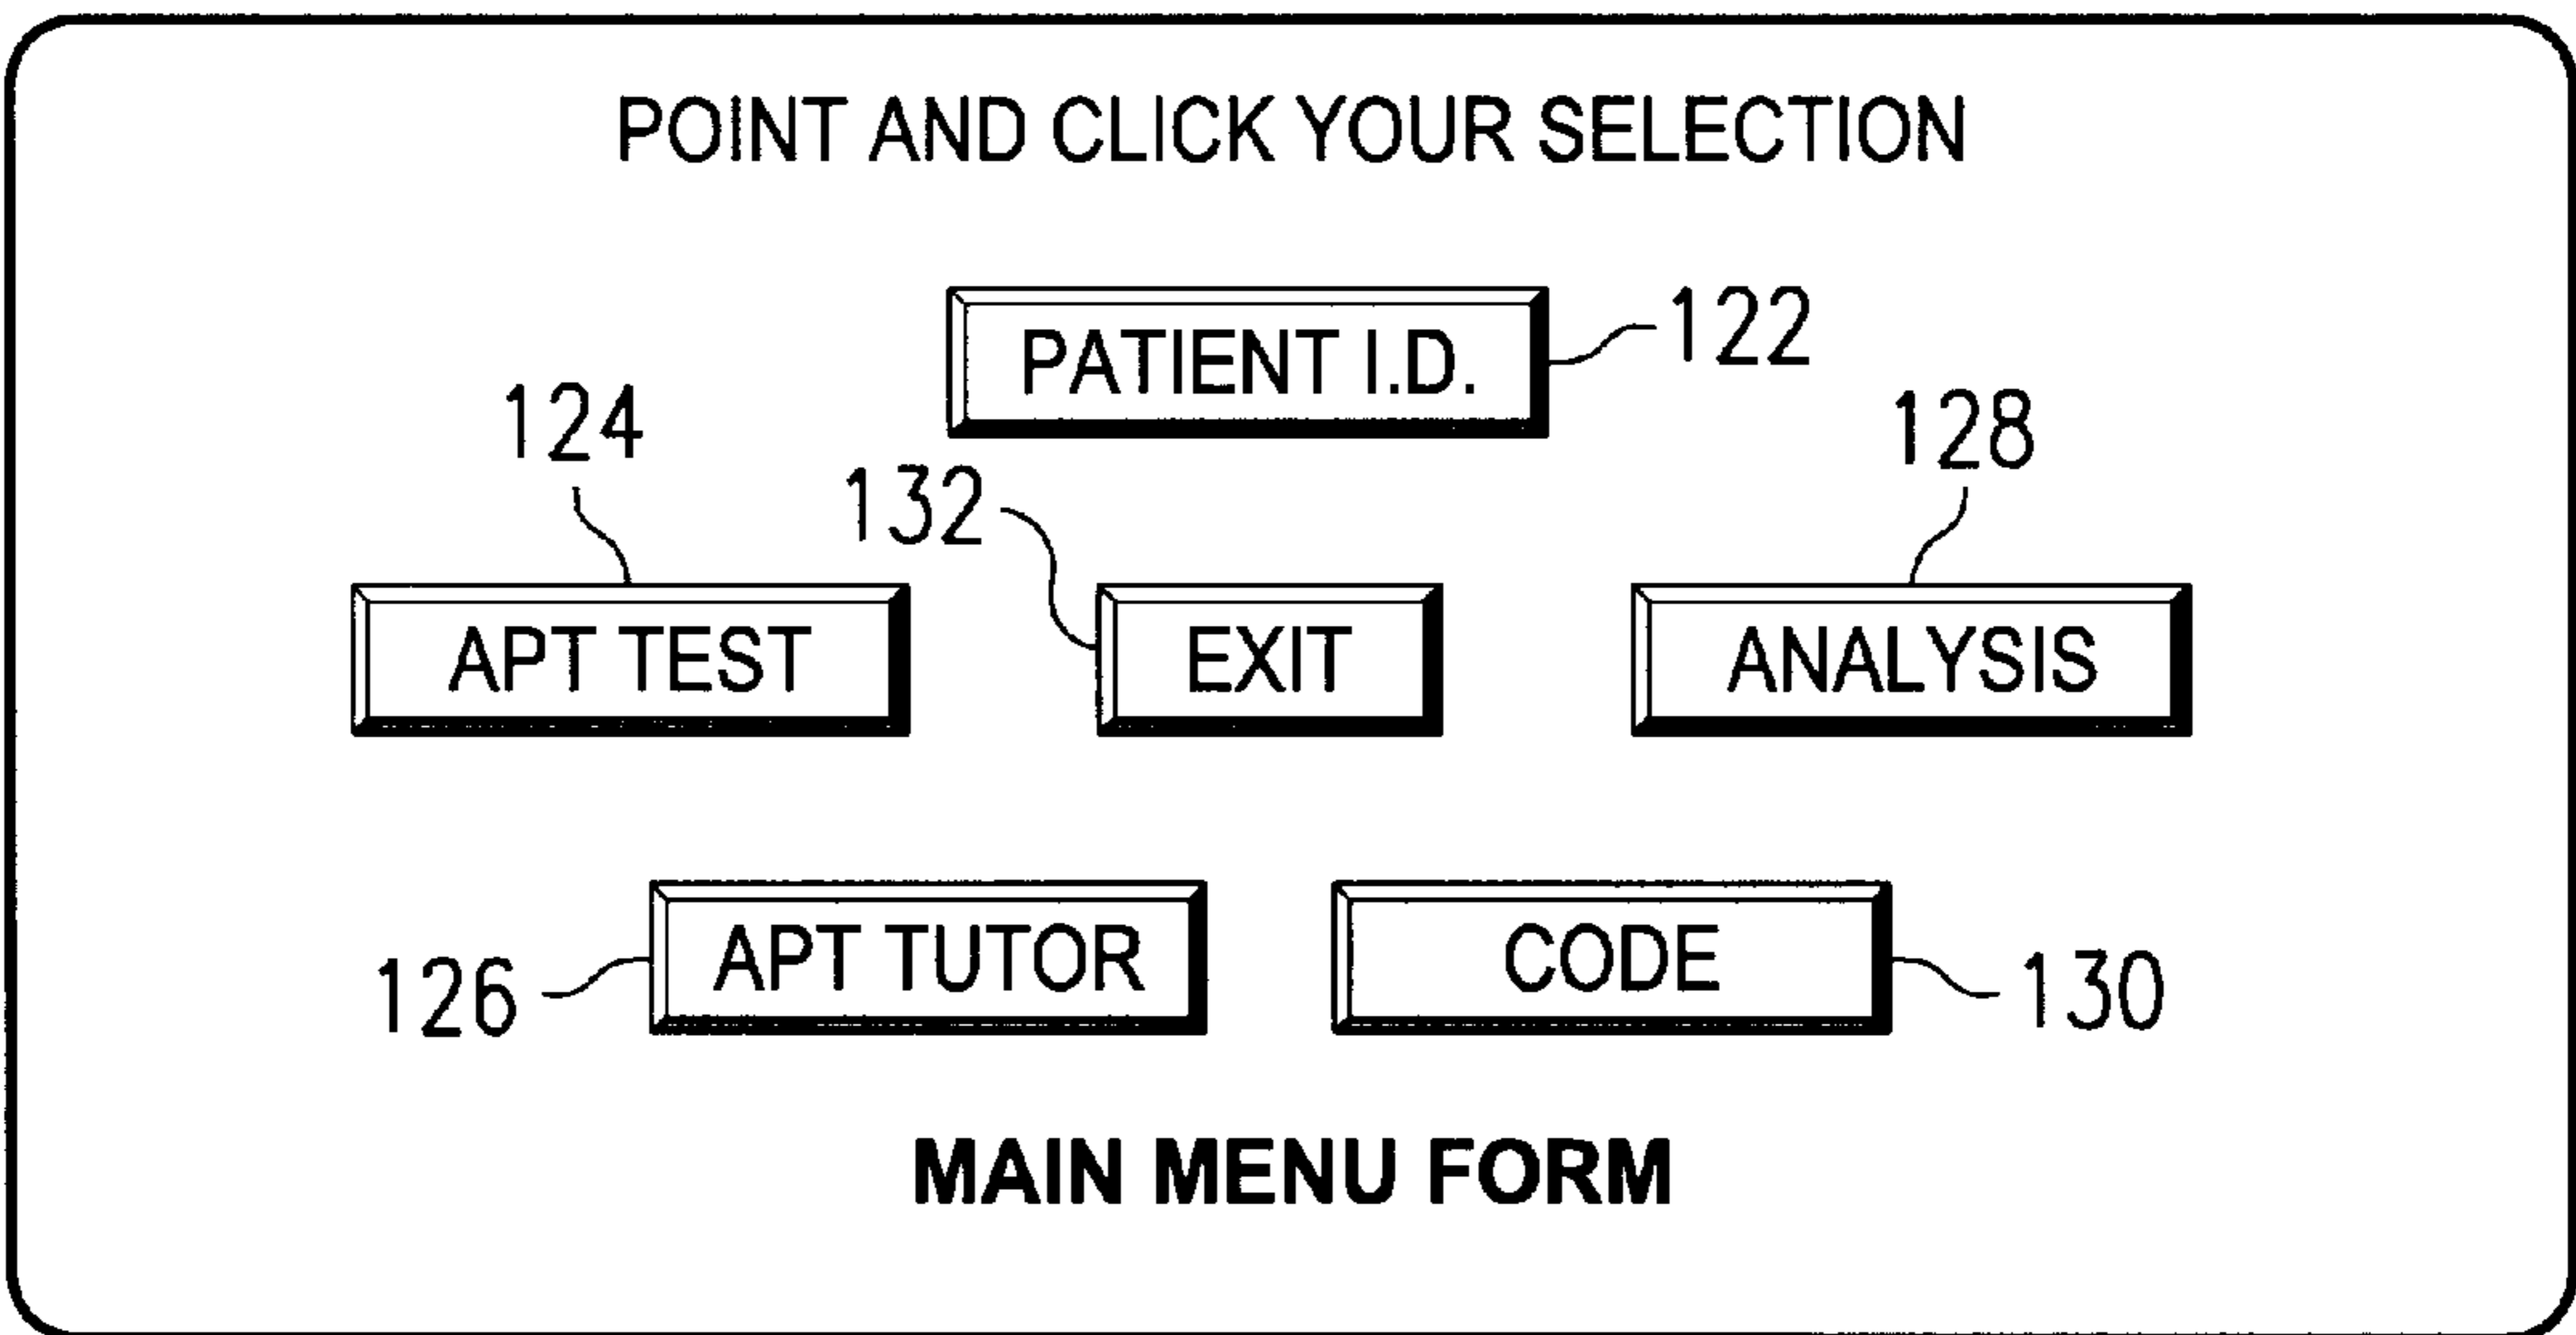 POINT AND CLICK YOUR SELECTION
PATIENT I.D.
122
124
132
128
APT TEST
EXIT
ANALYSIS
126
APT TUTOR
CODE
130
MAIN MENU FORM